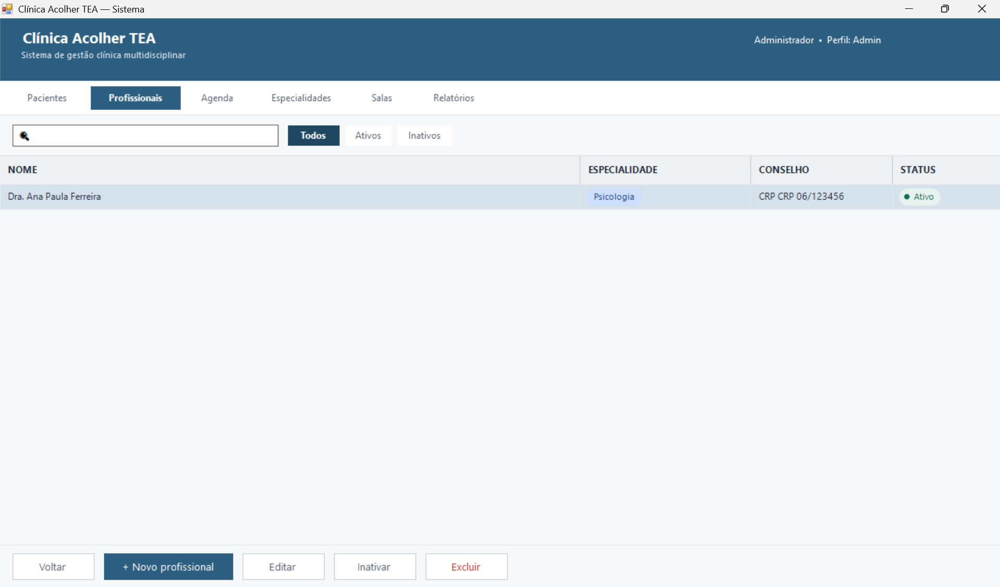 Clínica Acolher TEA — Sistema
Clínica Acolher TEA
Sistema de gestão clínica multidisciplinar
Administrador • Perfil: Admin
Pacientes Profissionais Agenda Especialidades Salas Relatórios
Todos Ativos Inativos
NOME ESPECIALIDADE CONSELHO STATUS
Dra. Ana Paula Ferreira Psicologia CRP CRP 06/123456 ● Ativo
Voltar + Novo profissional Editar Inativar Excluir